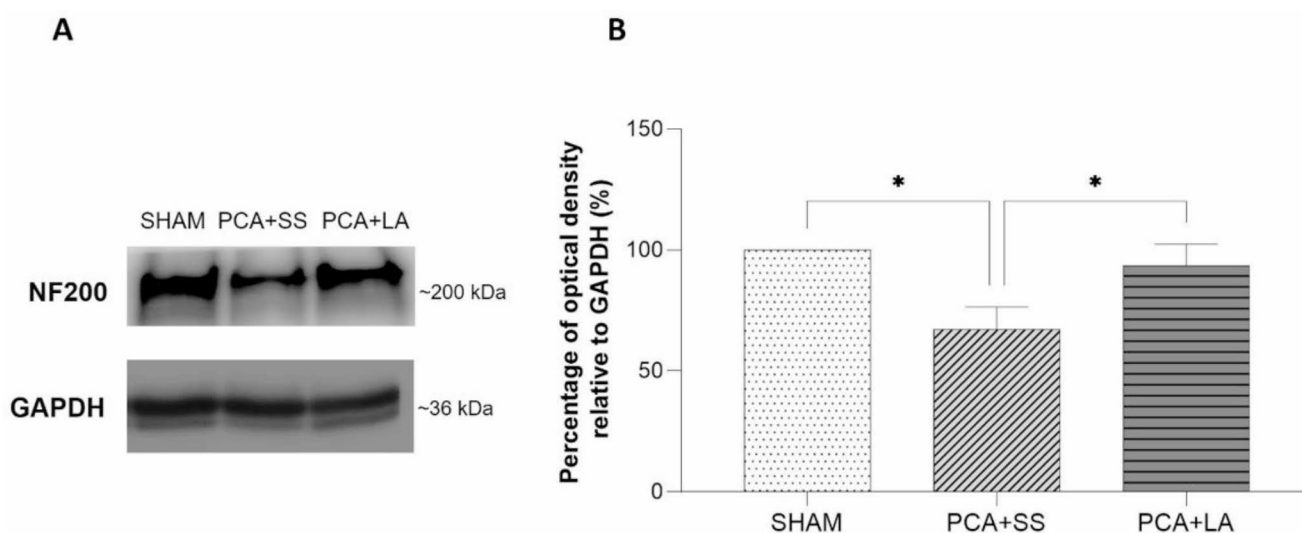 A
SHAM PCA+SS PCA+LA
NF200
~200 kDa
GAPDH
~36 kDa
B
Percentage of optical density
relative to GAPDH (%)
150
100
50
0
* *
SHAM PCA+SS PCA+LA